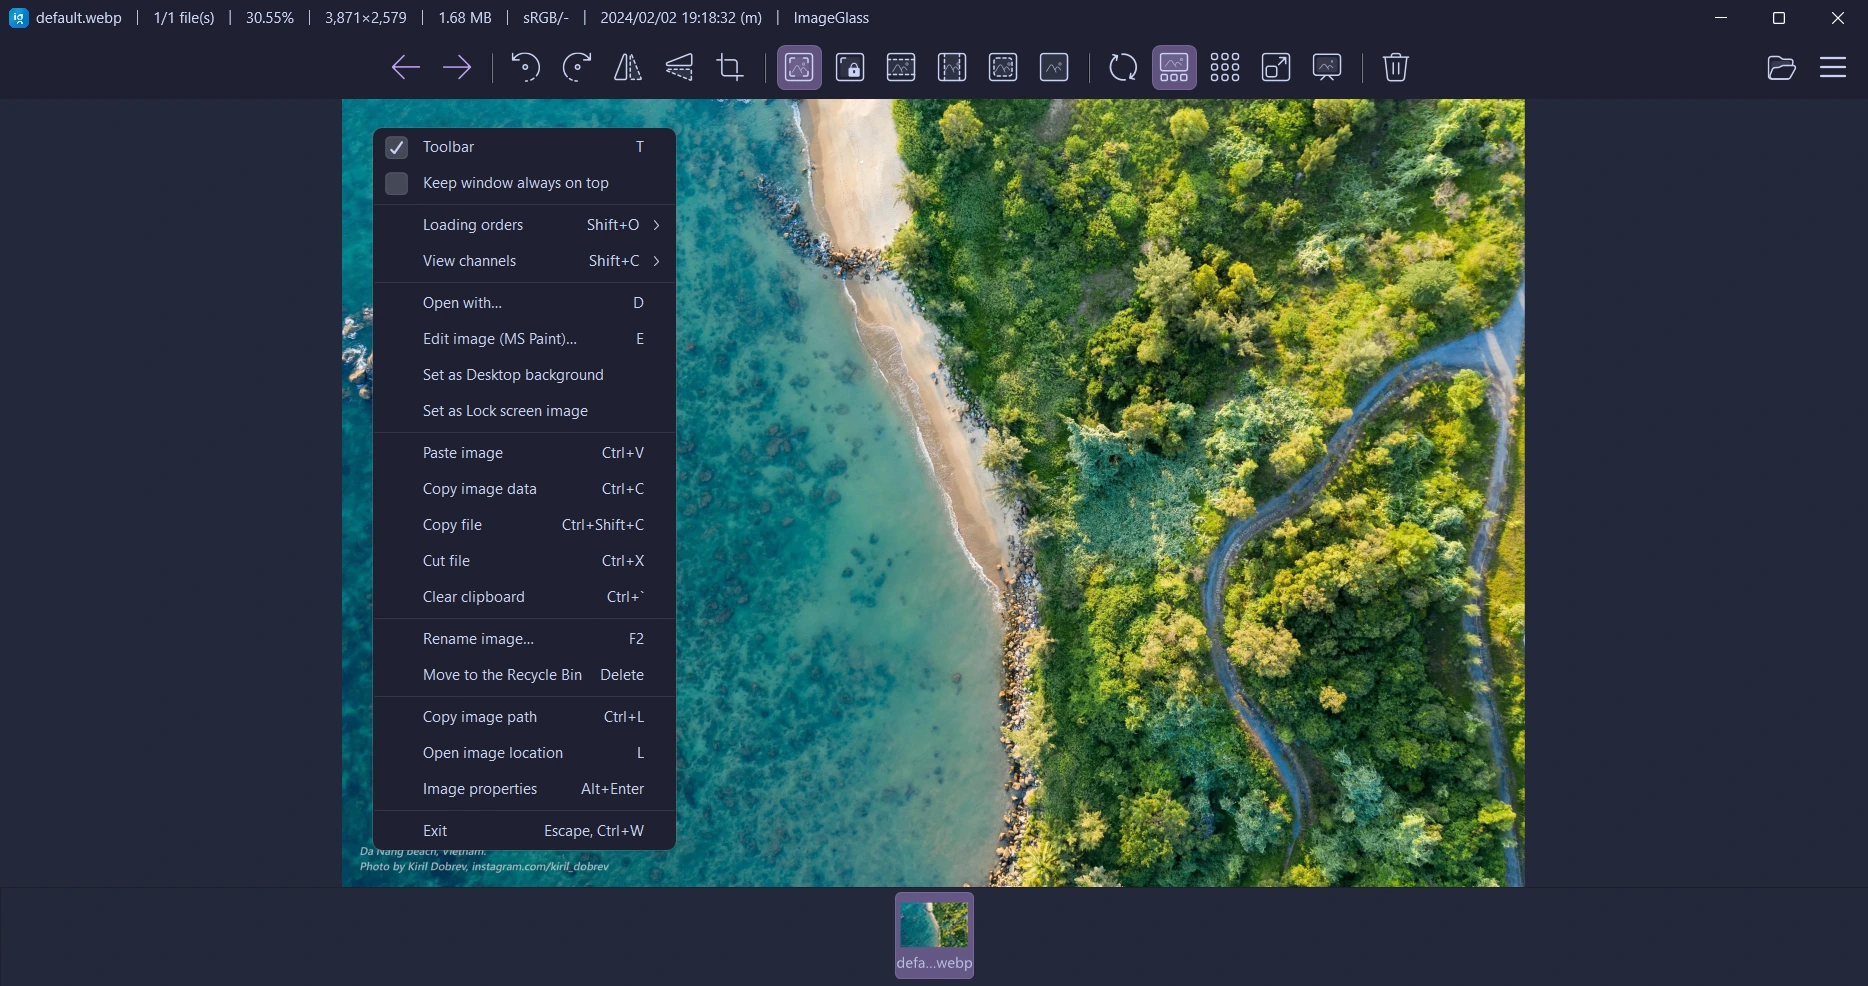 default.webp | 1/1 file(s) | 30.55% | 3,871×2,579 | 1.68 MB | sRGB/- | 2024/02/02 19:18:32 (m) | ImageGlass
Toolbar T
Keep window always on top
Loading orders Shift+O
View channels Shift+C
Open with... D
Edit image (MS Paint)... E
Set as Desktop background
Set as Lock screen image
Paste image Ctrl+V
Copy image data Ctrl+C
Copy file Ctrl+Shift+C
Cut file Ctrl+X
Clear clipboard Ctrl+`
Rename image... F2
Move to the Recycle Bin Delete
Copy image path Ctrl+L
Open image location L
Image properties Alt+Enter
Exit Escape, Ctrl+W
Da Nang beach, Vietnam.
Photo by Kiril Dobrev, instagram.com/kiril_dobrev
defa...webp